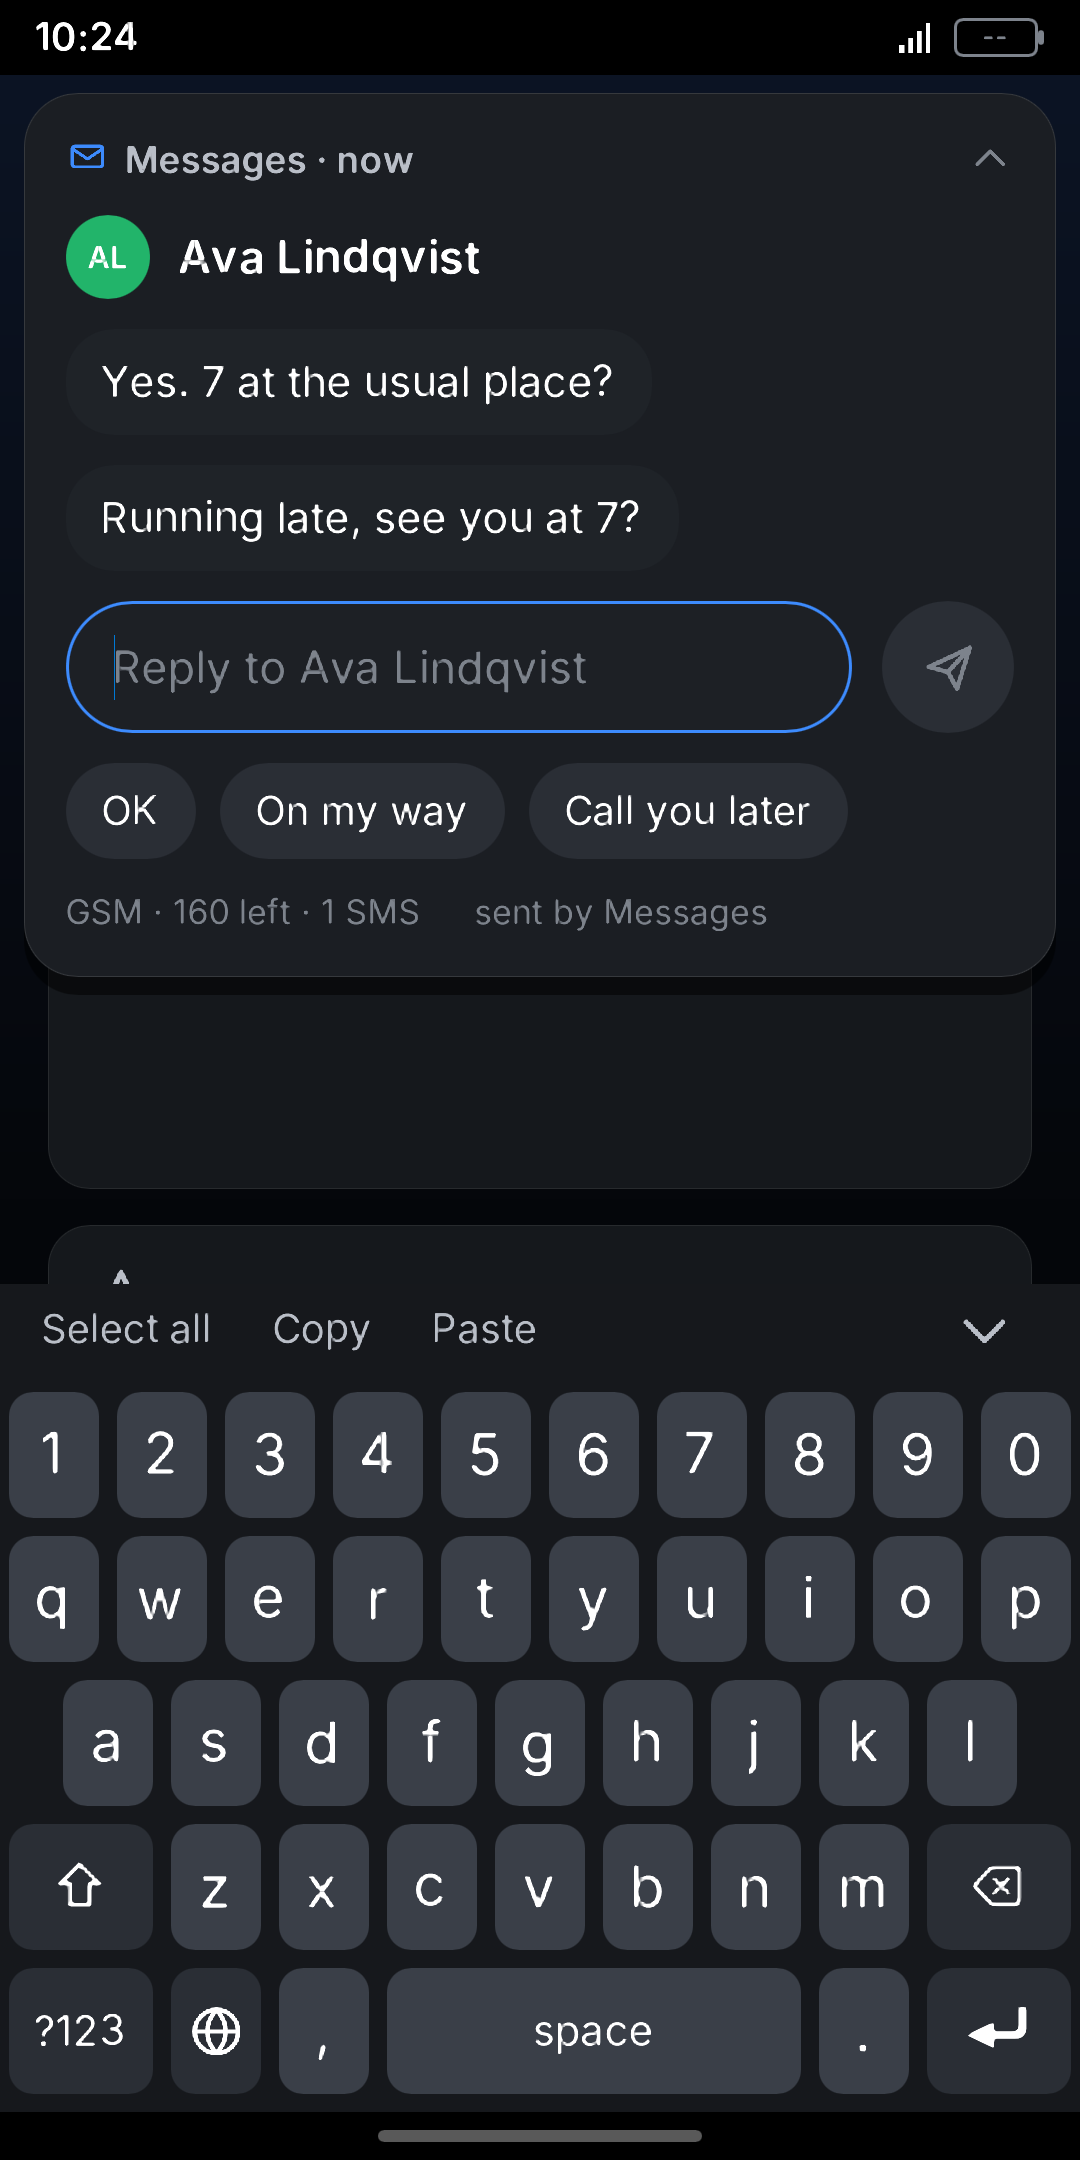 10:24
--
Messages · now
AL
Ava Lindqvist
Yes. 7 at the usual place?
Running late, see you at 7?
Reply to Ava Lindqvist
OK
On my way
Call you later
GSM · 160 left · 1 SMS sent by Messages
Select all Copy Paste
1 2 3 4 5 6 7 8 9 0
q w e r t y u i o p
a s d f g h j k l
z x c v b n m
?123 , space .